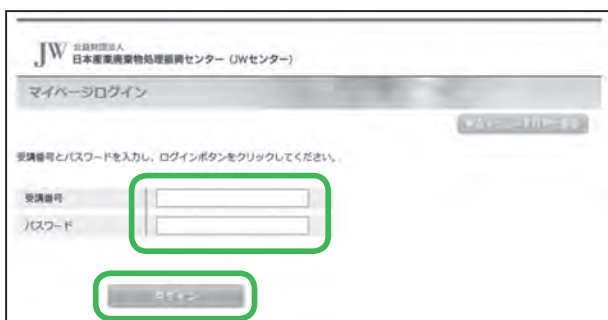 JW 公益財団法人
日本産業廃棄物処理振興センター (JWセンター)
マイページログイン
受講番号とパスワードを入力し、ログインボタンをクリックしてください。
受講番号
パスワード
ログイン